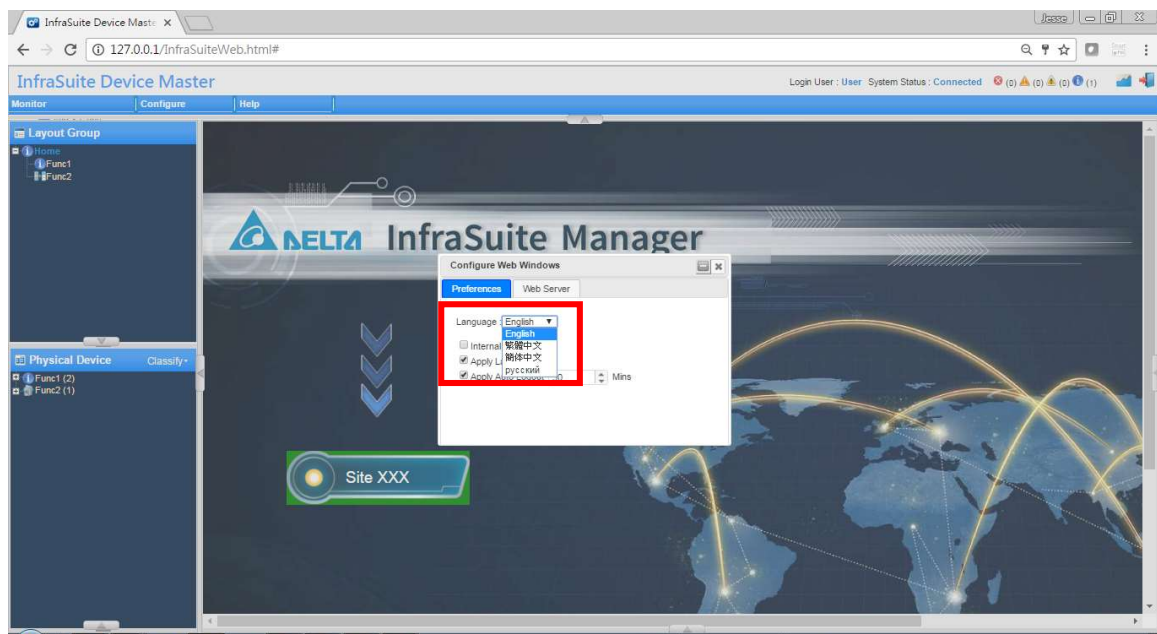 InfraSuite Device Maste
Jesse
127.0.0.1/InfraSuiteWeb.html#
InfraSuite Device Master
Login User : User System Status : Connected (0) (0) (0) (1)
Monitor Configure Help
Layout Group
Home
Func1
Func2
DELTA InfraSuite Manager
Configure Web Windows
Preferences Web Server
Language : English
English
繁體中文
簡体中文
русский
Internal
Apply
Apply Mins
Physical Device Classify
Func1 (2)
Func2 (1)
Site XXX